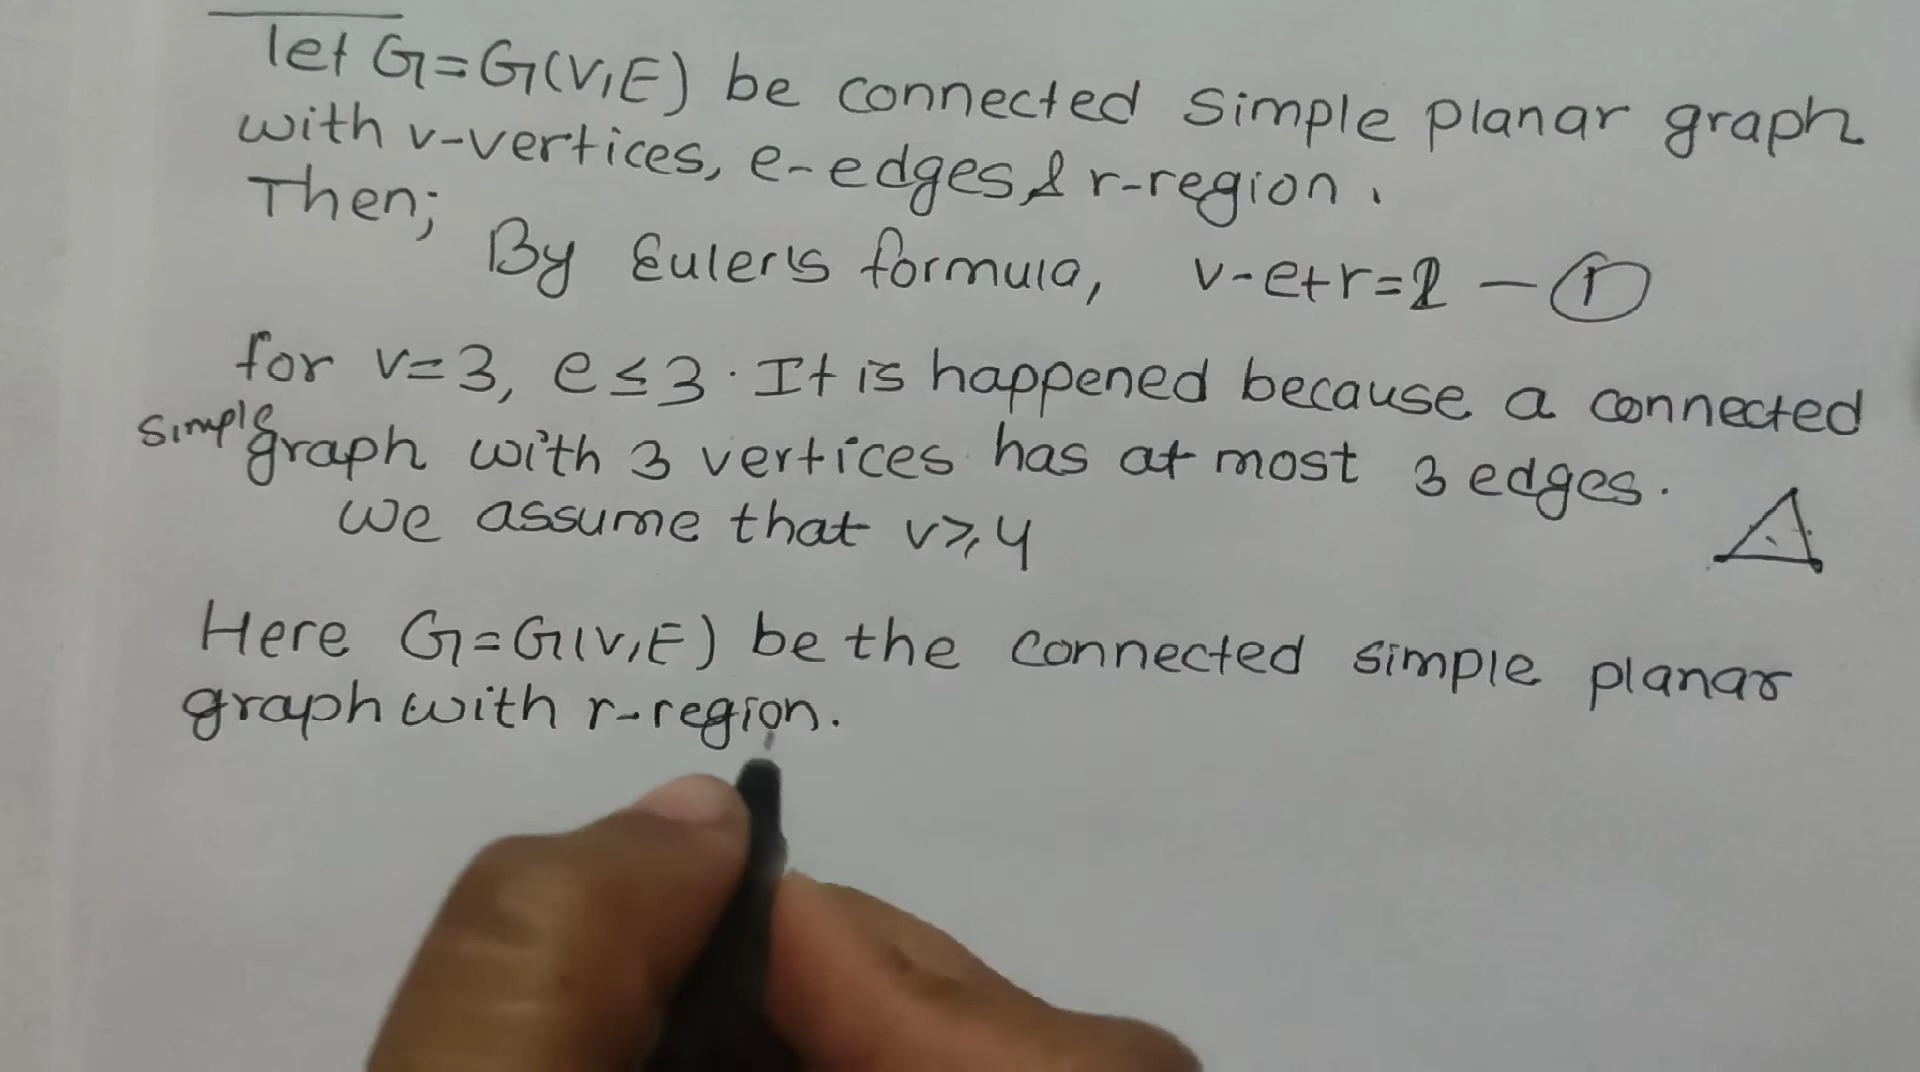 let G=G(V,E) be connected simple planar graph
with v-vertices, e-edges & r-region.
Then;
By Euler's formula, v-e+r=2 — ①
for v=3, e≤3. It is happened because a connected
simple graph with 3 vertices has at most 3 edges.
we assume that v≥4
Here G=G(V,E) be the connected simple planar
graph with r-region.